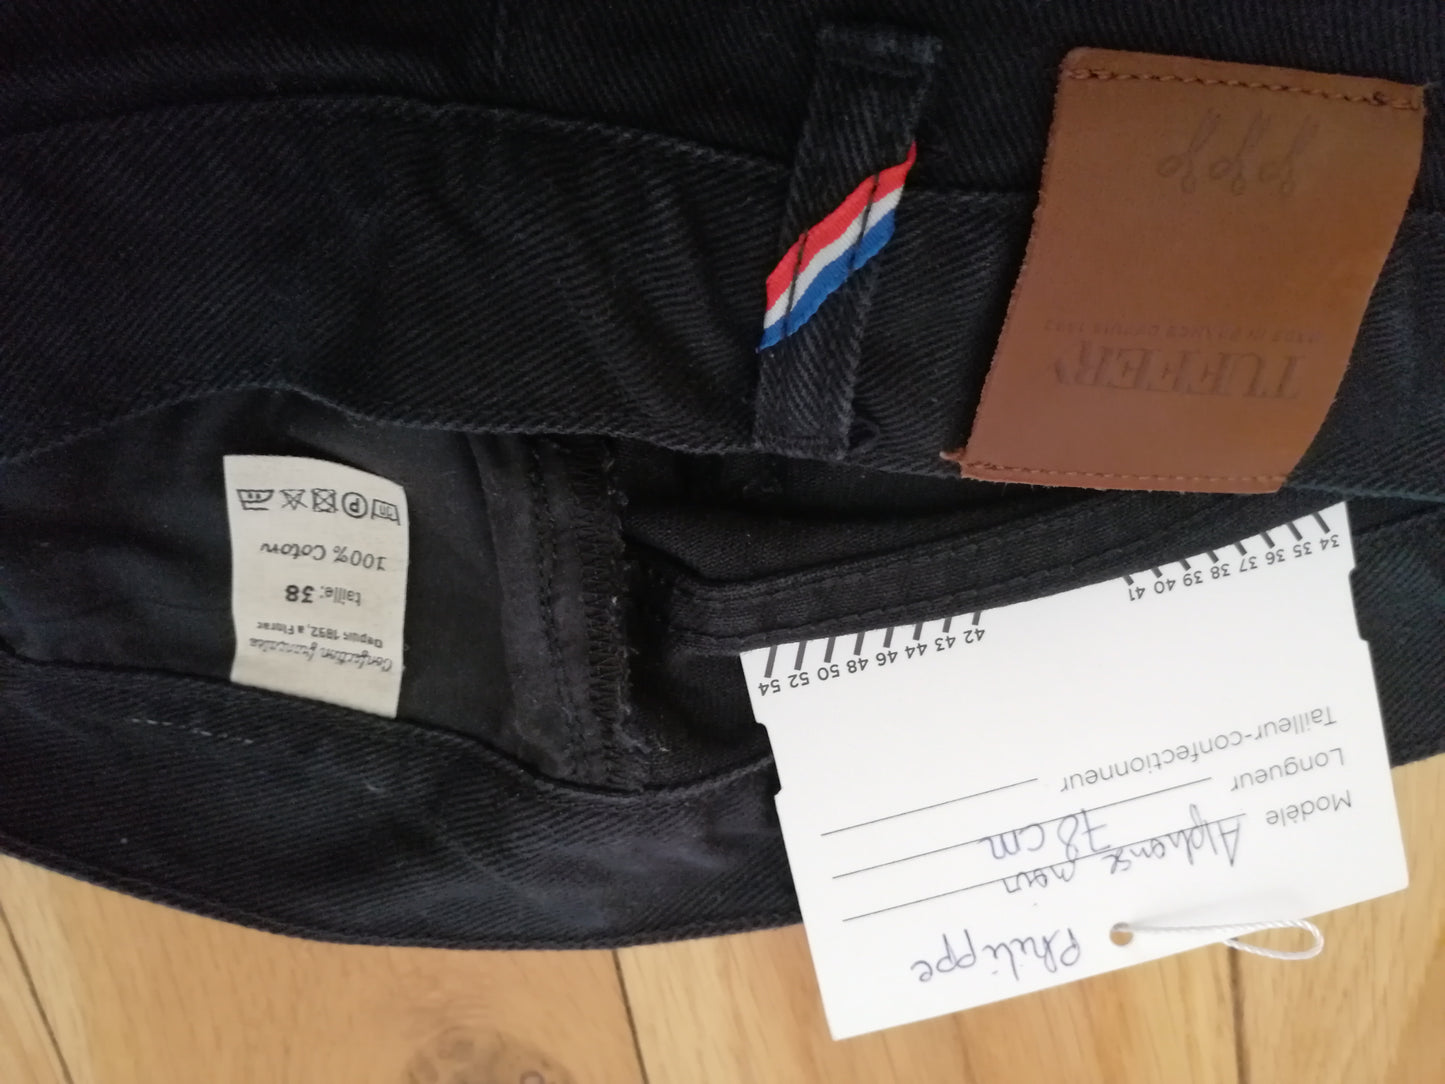 TUFFERY
MADE IN FRANCE DEPUIS 1892
Confection française
Depuis 1892, a Florac
taille: 38
100% Coton
P
Philippe
Modèle Alphonse noir
Longueur 78 cm
Tailleur-confectionneur
34 35 36 37 38 39 40 41
42 43 44 46 48 50 52 54